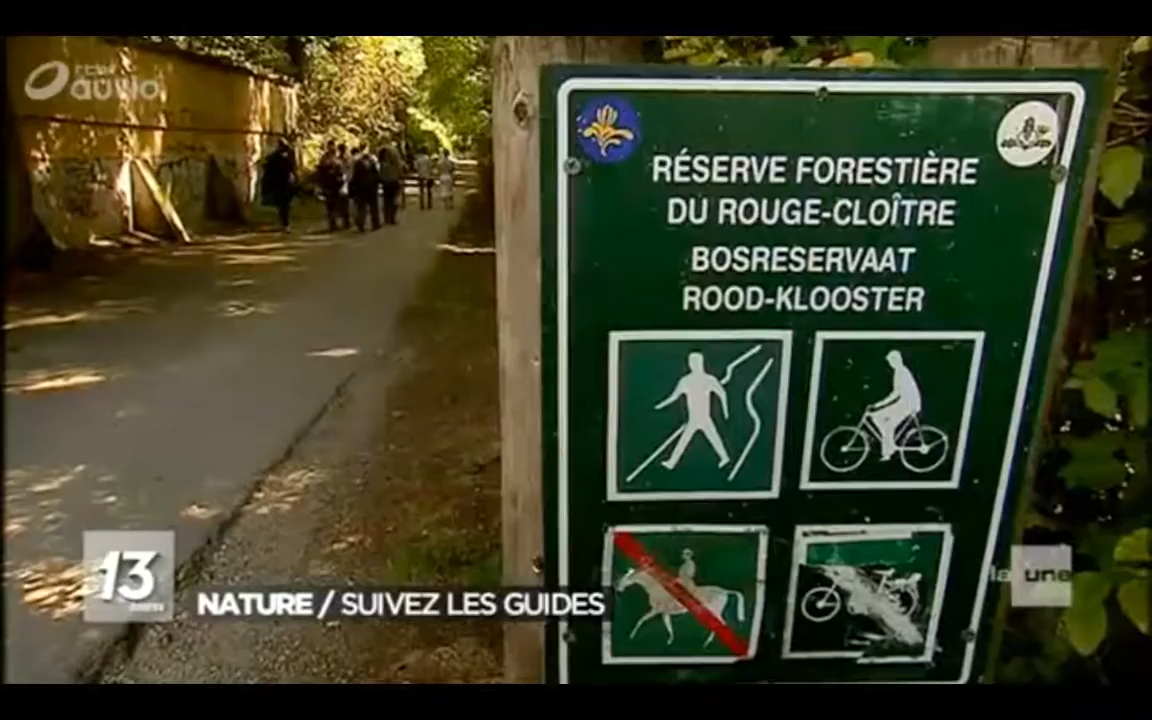 rtbf
auvio
RÉSERVE FORESTIÈRE
DU ROUGE-CLOÎTRE
BOSRESERVAAT
ROOD-KLOOSTER
13
NATURE / SUIVEZ LES GUIDES
la une